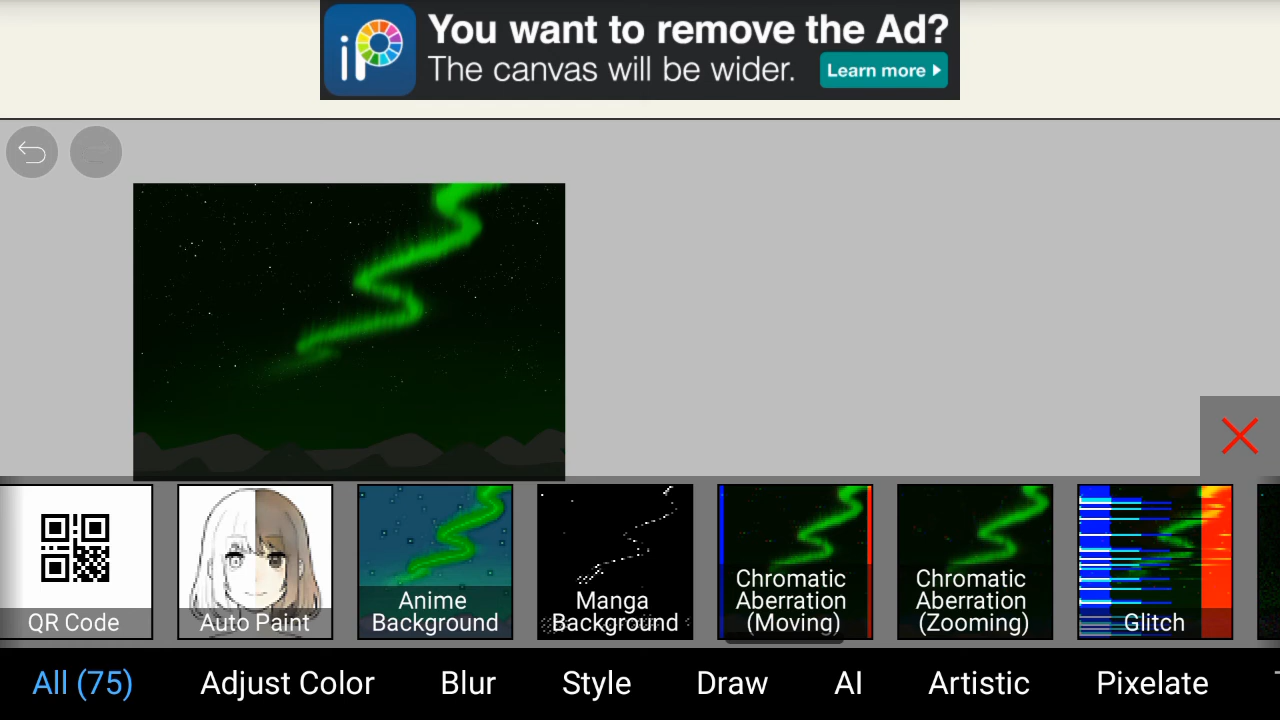 iP
You want to remove the Ad?
The canvas will be wider.
Learn more
QR Code
Auto Paint
Anime
Background
Manga
Background
Chromatic
Aberration
(Moving)
Chromatic
Aberration
(Zooming)
Glitch
All (75)
Adjust Color
Blur
Style
Draw
AI
Artistic
Pixelate